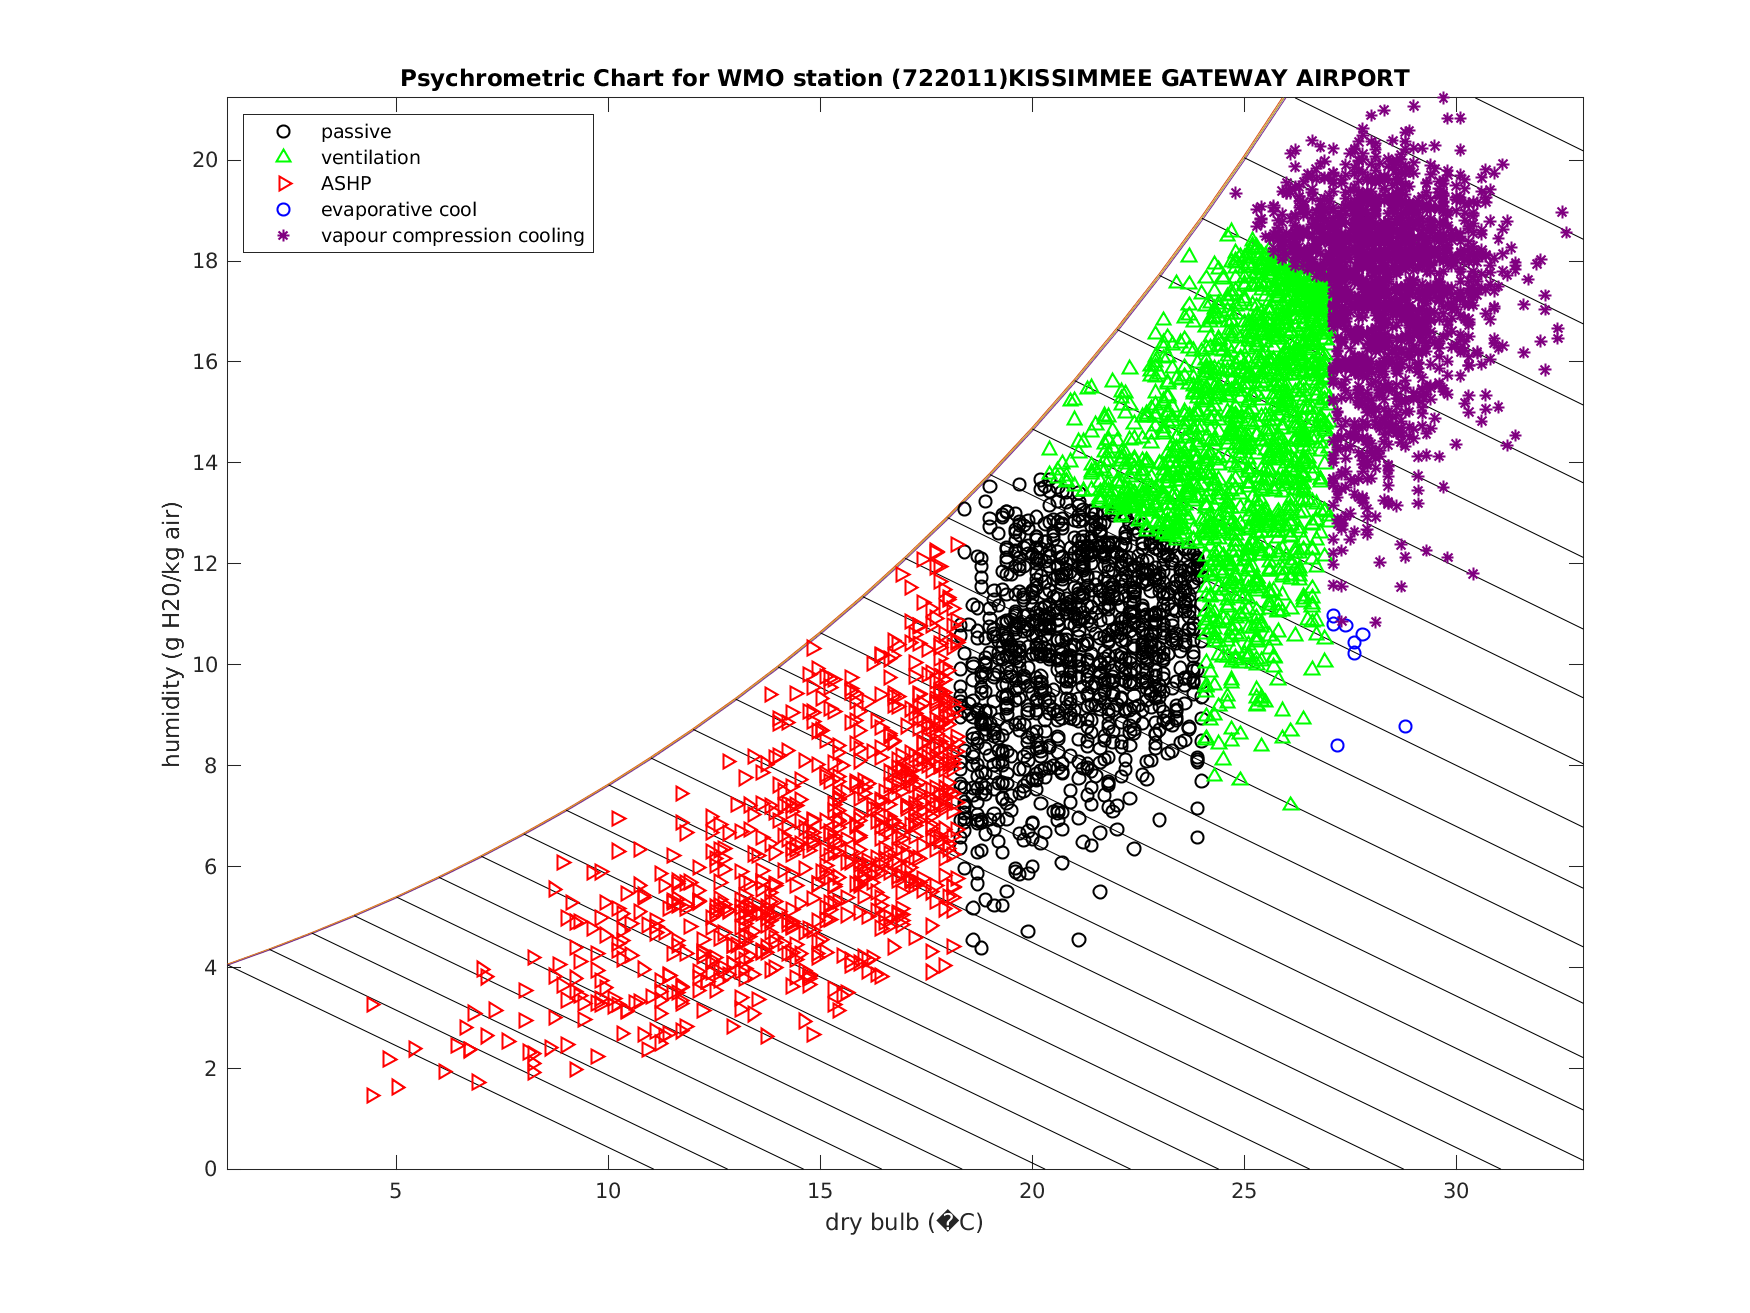 Psychrometric Chart for WMO station (722011)KISSIMMEE GATEWAY AIRPORT
passive
ventilation
ASHP
evaporative cool
vapour compression cooling
humidity (g H20/kg air)
20
18
16
14
12
10
8
6
4
2
0
5
10
15
20
25
30
dry bulb (�C)